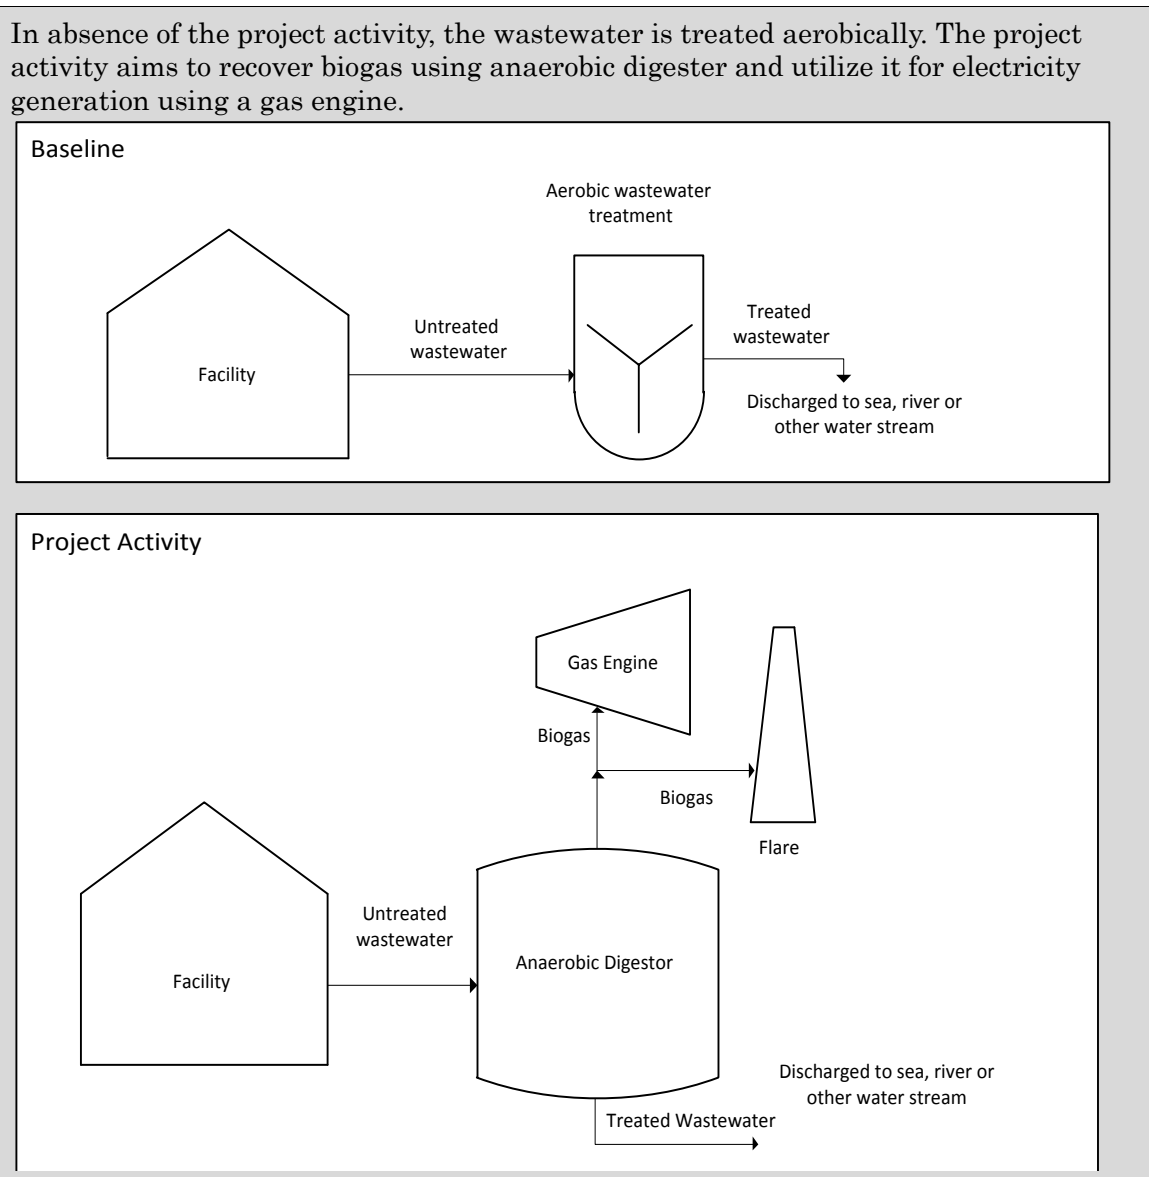 In absence of the project activity, the wastewater is treated aerobically. The project
activity aims to recover biogas using anaerobic digester and utilize it for electricity
generation using a gas engine.
Baseline
Aerobic wastewater
treatment
Untreated
wastewater
Treated
wastewater
Facility
Discharged to sea, river or
other water stream
Project Activity
Gas Engine
Biogas
Biogas
Flare
Untreated
wastewater
Anaerobic Digestor
Facility
Discharged to sea, river or
other water stream
Treated Wastewater